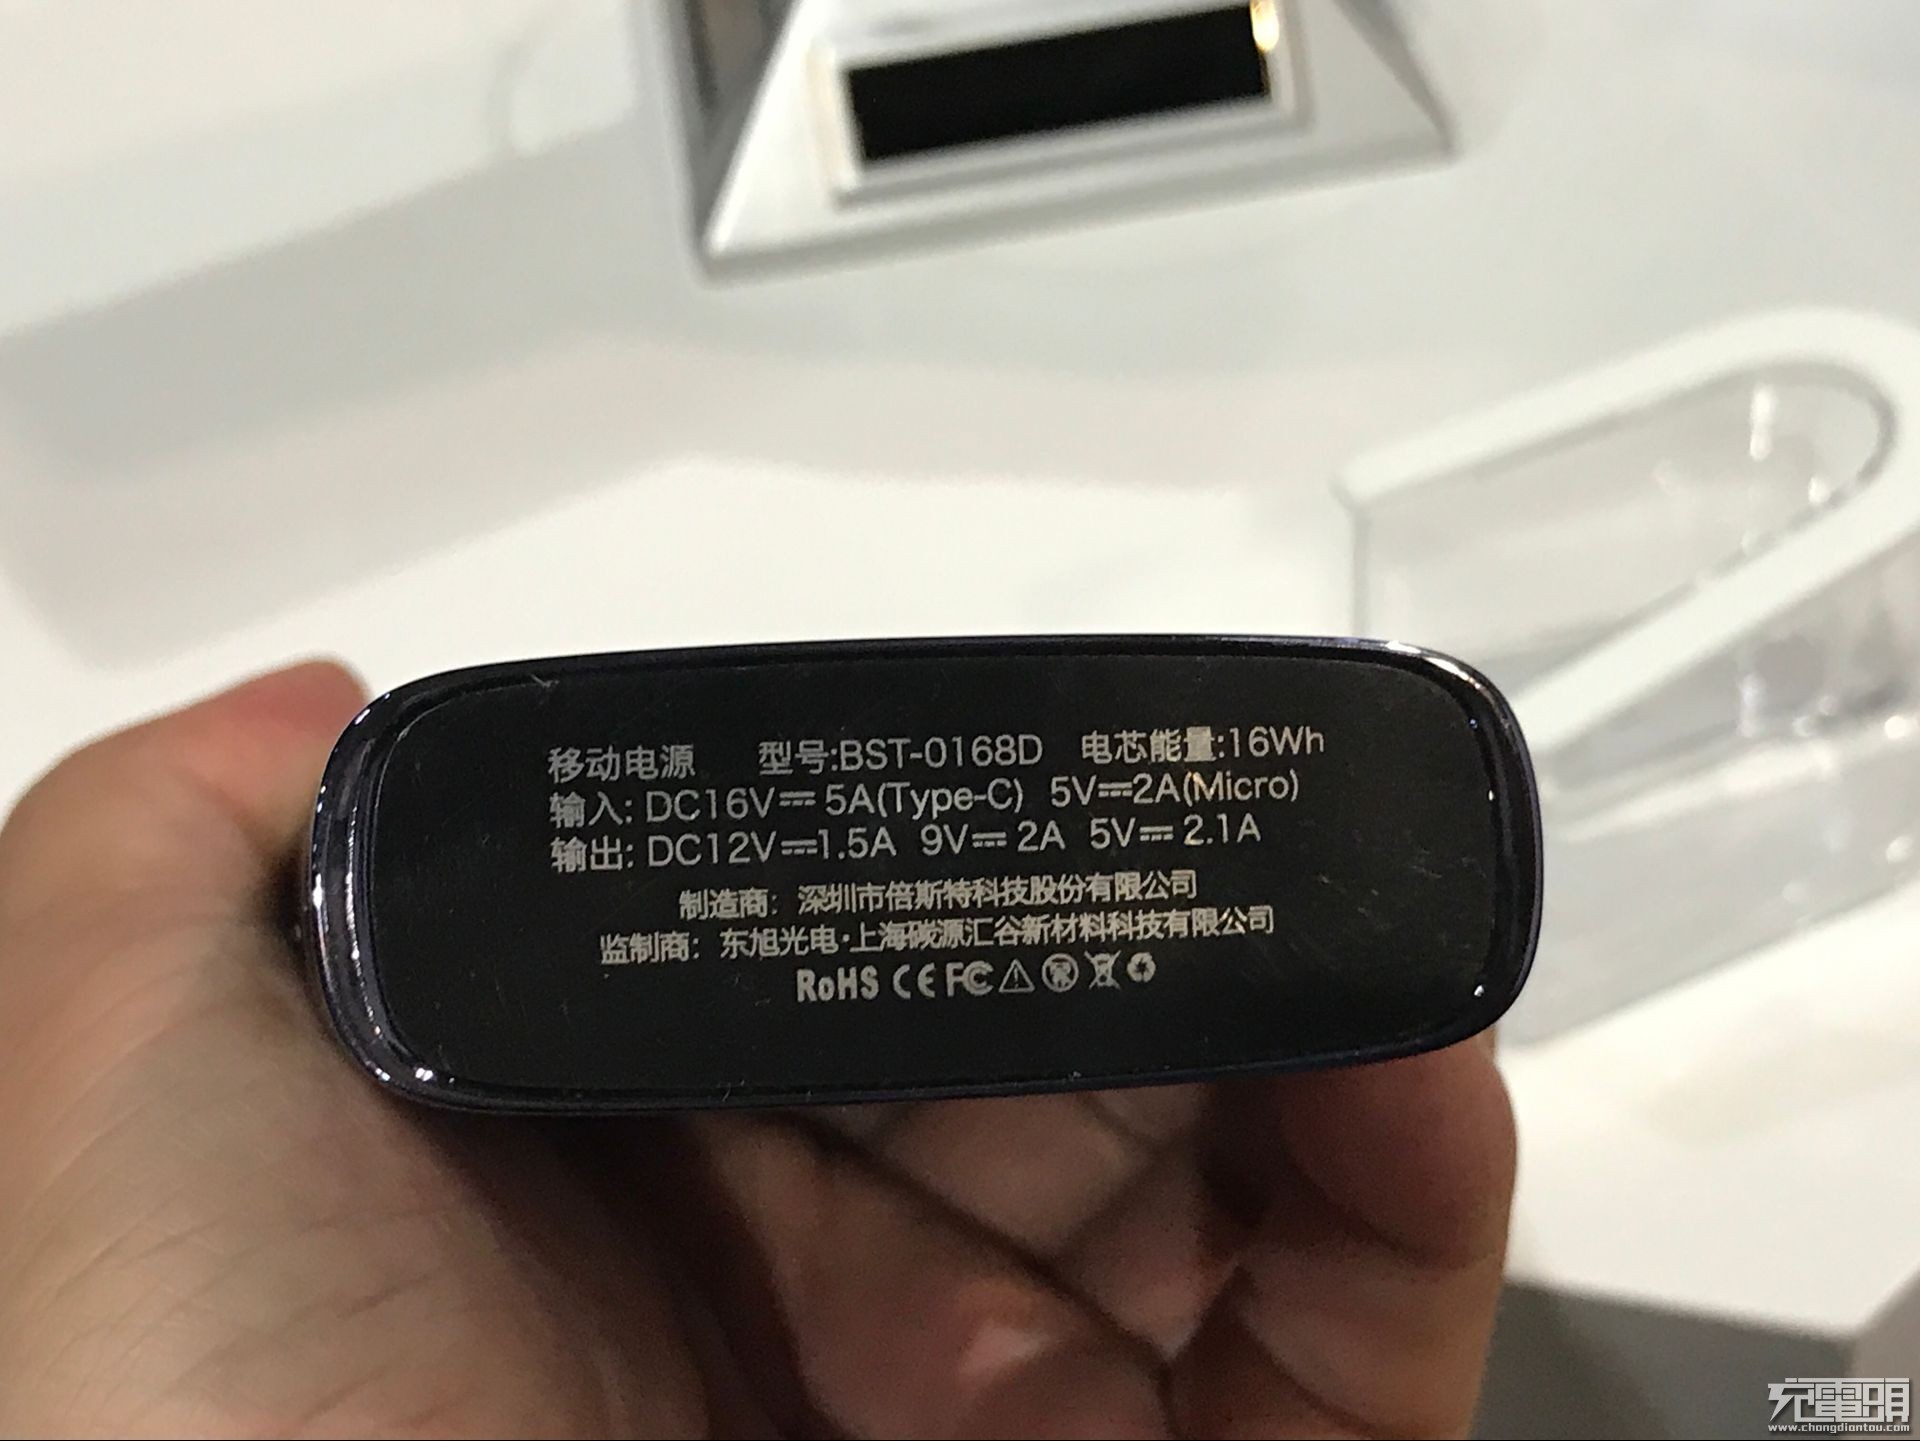 移动电源 型号:BST-0168D 电芯能量:16Wh
输入: DC16V⎓5A(Type-C) 5V⎓2A(Micro)
输出: DC12V⎓1.5A 9V⎓2A 5V⎓2.1A
制造商：深圳市倍斯特科技股份有限公司
监制商：东旭光电·上海碳源汇谷新材料科技有限公司
RoHS CE FC
充電頭
www.chongdiantou.com